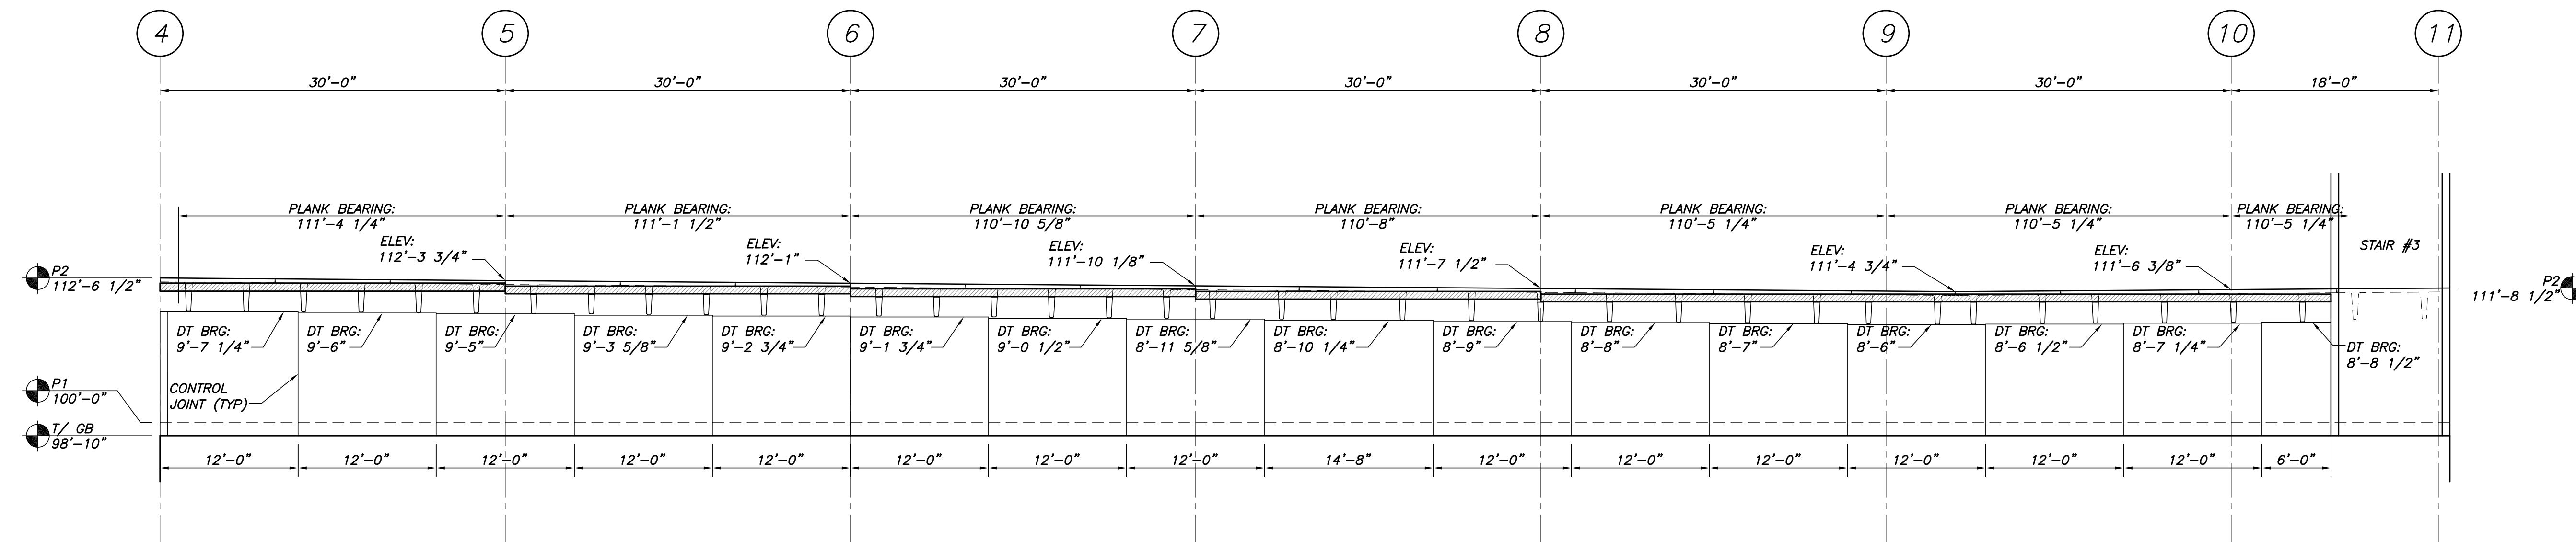 4 5 6 7 8 9 10 11
30'-0" 30'-0" 30'-0" 30'-0" 30'-0" 30'-0" 18'-0"
PLANK BEARING: PLANK BEARING: PLANK BEARING: PLANK BEARING: PLANK BEARING: PLANK BEARING: PLANK BEARING:
111'-4 1/4" 111'-1 1/2" 110'-10 5/8" 110'-8" 110'-5 1/4" 110'-5 1/4" 110'-5 1/4"
ELEV:
112'-3 3/4"
ELEV:
112'-1"
ELEV:
111'-10 1/8"
ELEV:
111'-7 1/2"
ELEV:
111'-4 3/4"
ELEV:
111'-6 3/8"
STAIR #3
P2
112'-6 1/2"
P2
111'-8 1/2"
DT BRG:
9'-7 1/4"
DT BRG:
9'-6"
DT BRG:
9'-5"
DT BRG:
9'-3 5/8"
DT BRG:
9'-2 3/4"
DT BRG:
9'-1 3/4"
DT BRG:
9'-0 1/2"
DT BRG:
8'-11 5/8"
DT BRG:
8'-10 1/4"
DT BRG:
8'-9"
DT BRG:
8'-8"
DT BRG:
8'-7"
DT BRG:
8'-6"
DT BRG:
8'-6 1/2"
DT BRG:
8'-7 1/4"
DT BRG:
8'-8 1/2"
P1
100'-0"
CONTROL
JOINT (TYP)
T/ GB
98'-10"
12'-0" 12'-0" 12'-0" 12'-0" 12'-0" 12'-0" 12'-0" 12'-0" 14'-8" 12'-0" 12'-0" 12'-0" 12'-0" 12'-0" 12'-0" 6'-0"